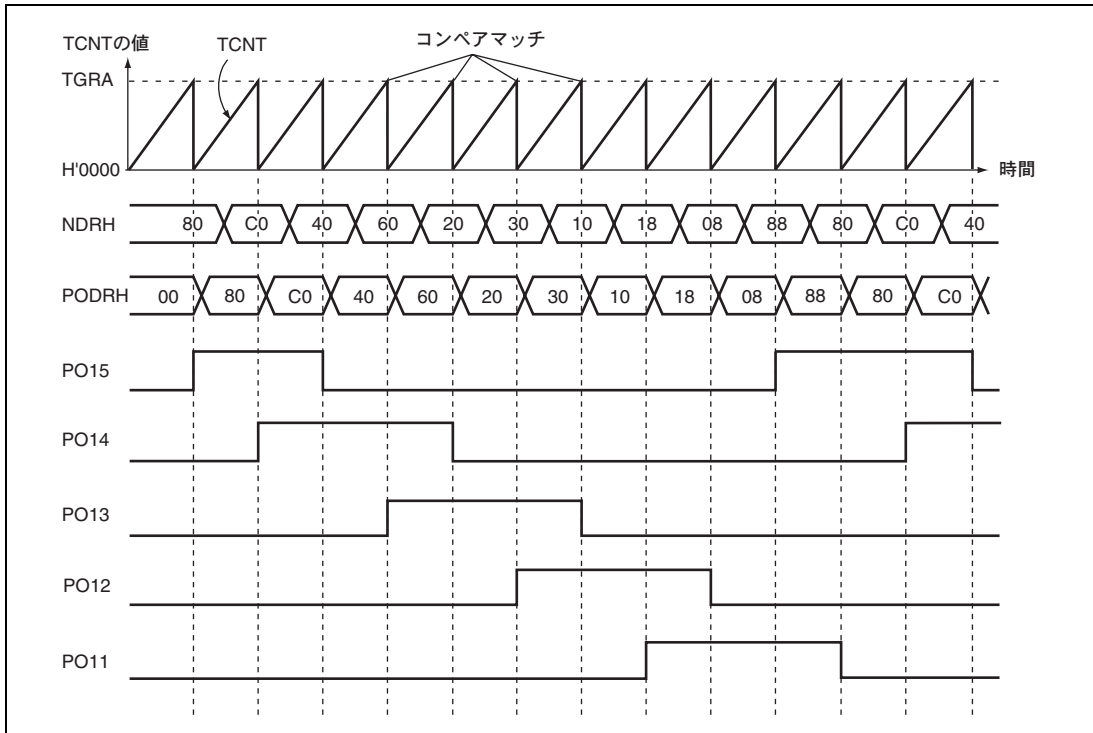 TCNTの値
TCNT
コンペアマッチ
TGRA
H'0000
時間
NDRH 80 C0 40 60 20 30 10 18 08 88 80 C0 40
PODRH 00 80 C0 40 60 20 30 10 18 08 88 80 C0
PO15
PO14
PO13
PO12
PO11